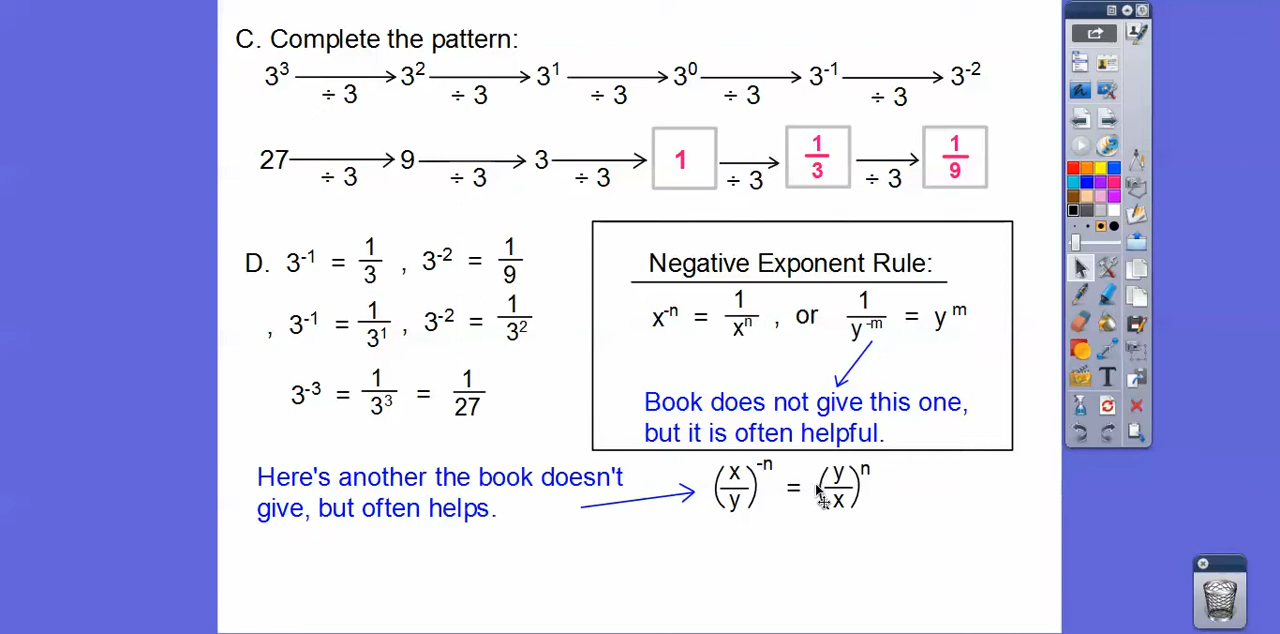 C. Complete the pattern:
3³ → 3² → 3¹ → 3⁰ → 3⁻¹ → 3⁻²
÷ 3 ÷ 3 ÷ 3 ÷ 3 ÷ 3
27 → 9 → 3 → 1 → 1/3 → 1/9
÷ 3 ÷ 3 ÷ 3 ÷ 3 ÷ 3
D. 3⁻¹ = 1/3 , 3⁻² = 1/9
, 3⁻¹ = 1/3¹ , 3⁻² = 1/3²
3⁻³ = 1/3³ = 1/27
Negative Exponent Rule:
x⁻ⁿ = 1/xⁿ , or 1/y⁻ᵐ = yᵐ
Book does not give this one,
but it is often helpful.
Here's another the book doesn't
give, but often helps.
(x/y)⁻ⁿ = (y/x)ⁿ